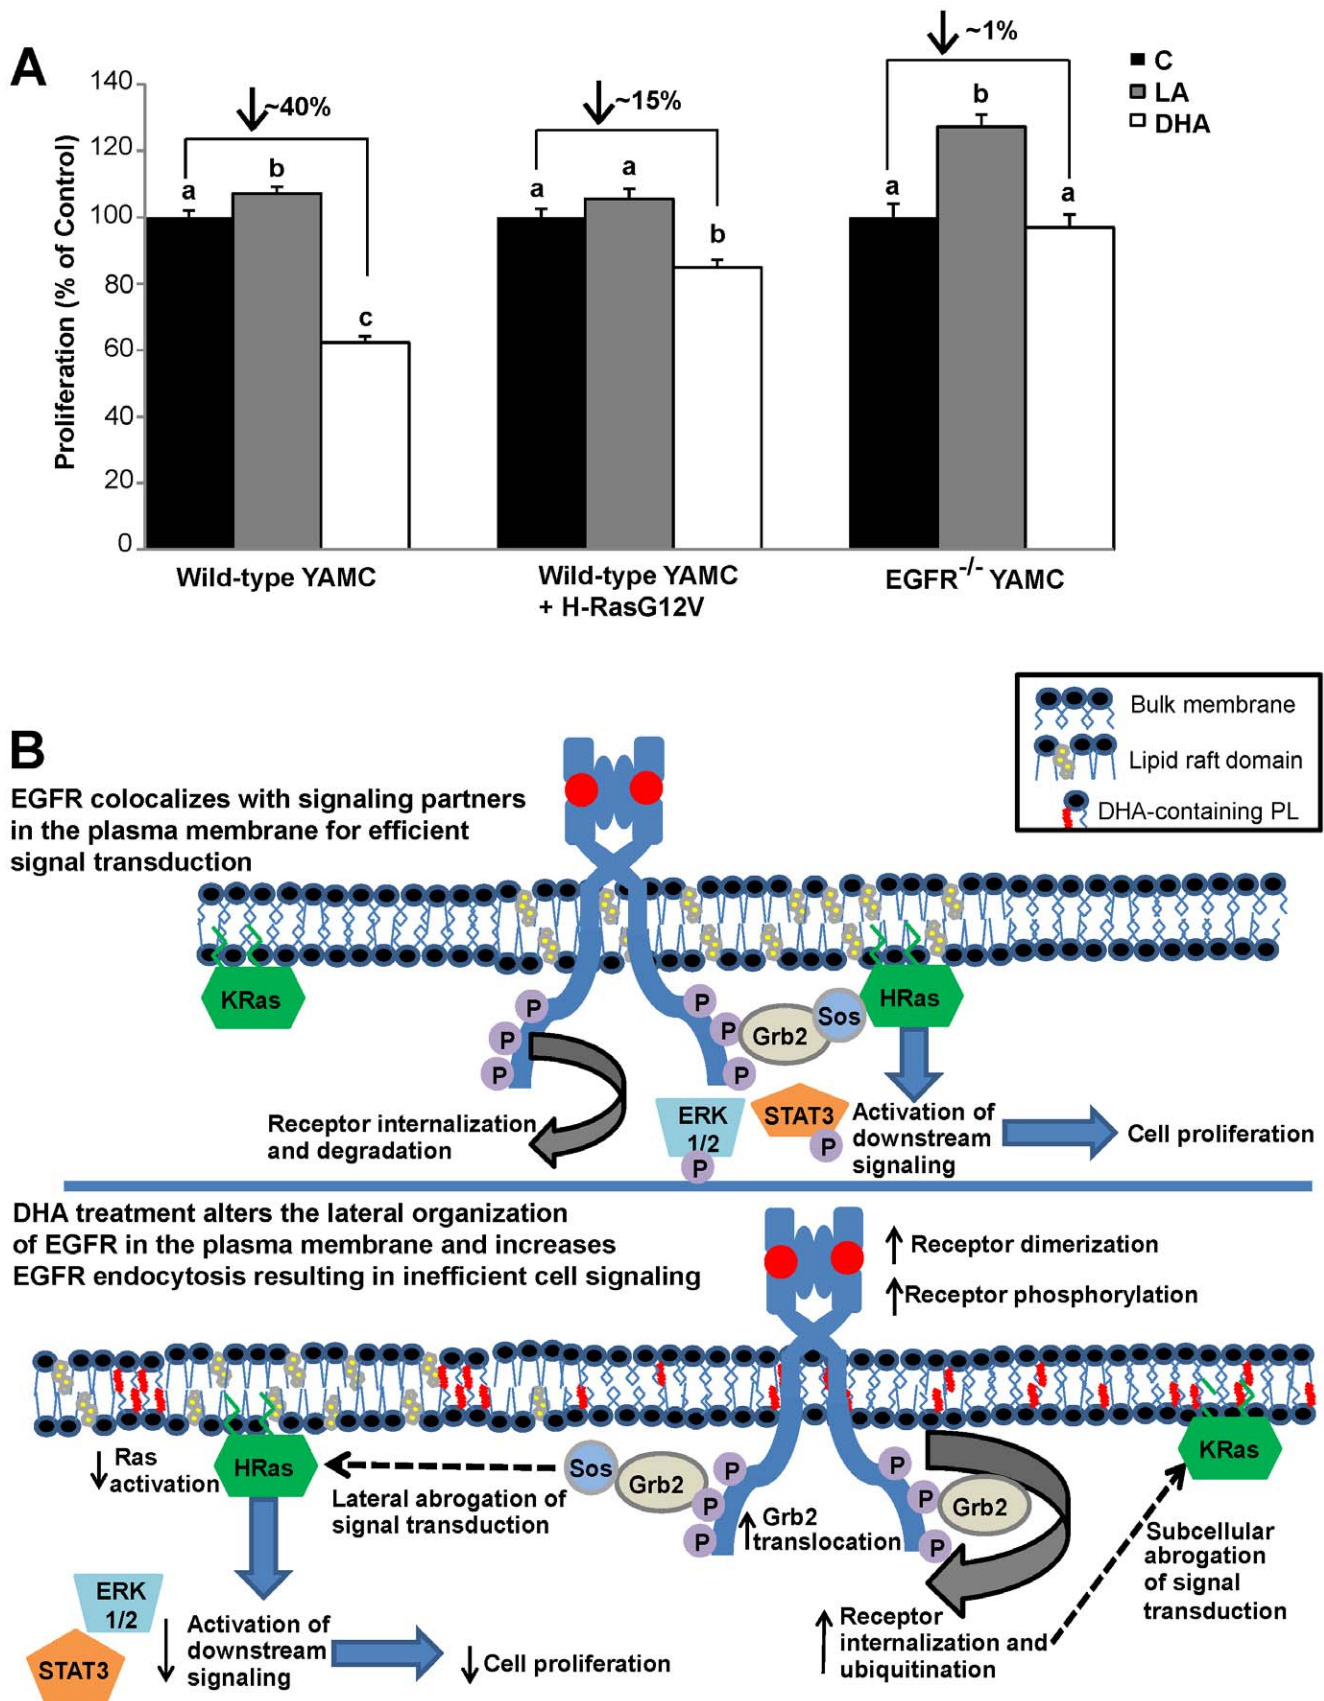 A
~40%
~15%
~1%
C
LA
DHA
Proliferation (% of Control)
140
120
100
80
60
40
20
0
a
b
c
a
a
b
a
b
a
Wild-type YAMC
Wild-type YAMC
+ H-RasG12V
EGFR-/- YAMC
Bulk membrane
Lipid raft domain
DHA-containing PL
B
EGFR colocalizes with signaling partners
in the plasma membrane for efficient
signal transduction
KRas
P
P
P
P
P
P
Grb2
Sos
HRas
Receptor internalization
and degradation
ERK
1/2
P
STAT3
P
Activation of
downstream
signaling
Cell proliferation
DHA treatment alters the lateral organization
of EGFR in the plasma membrane and increases
EGFR endocytosis resulting in inefficient cell signaling
Receptor dimerization
Receptor phosphorylation
Ras
activation
HRas
Lateral abrogation of
signal transduction
Sos
Grb2
P
P
P
Grb2
translocation
P
P
P
Grb2
KRas
Subcellular
abrogation
of signal
transduction
Receptor
internalization and
ubiquitination
ERK
1/2
STAT3
Activation of
downstream
signaling
Cell proliferation